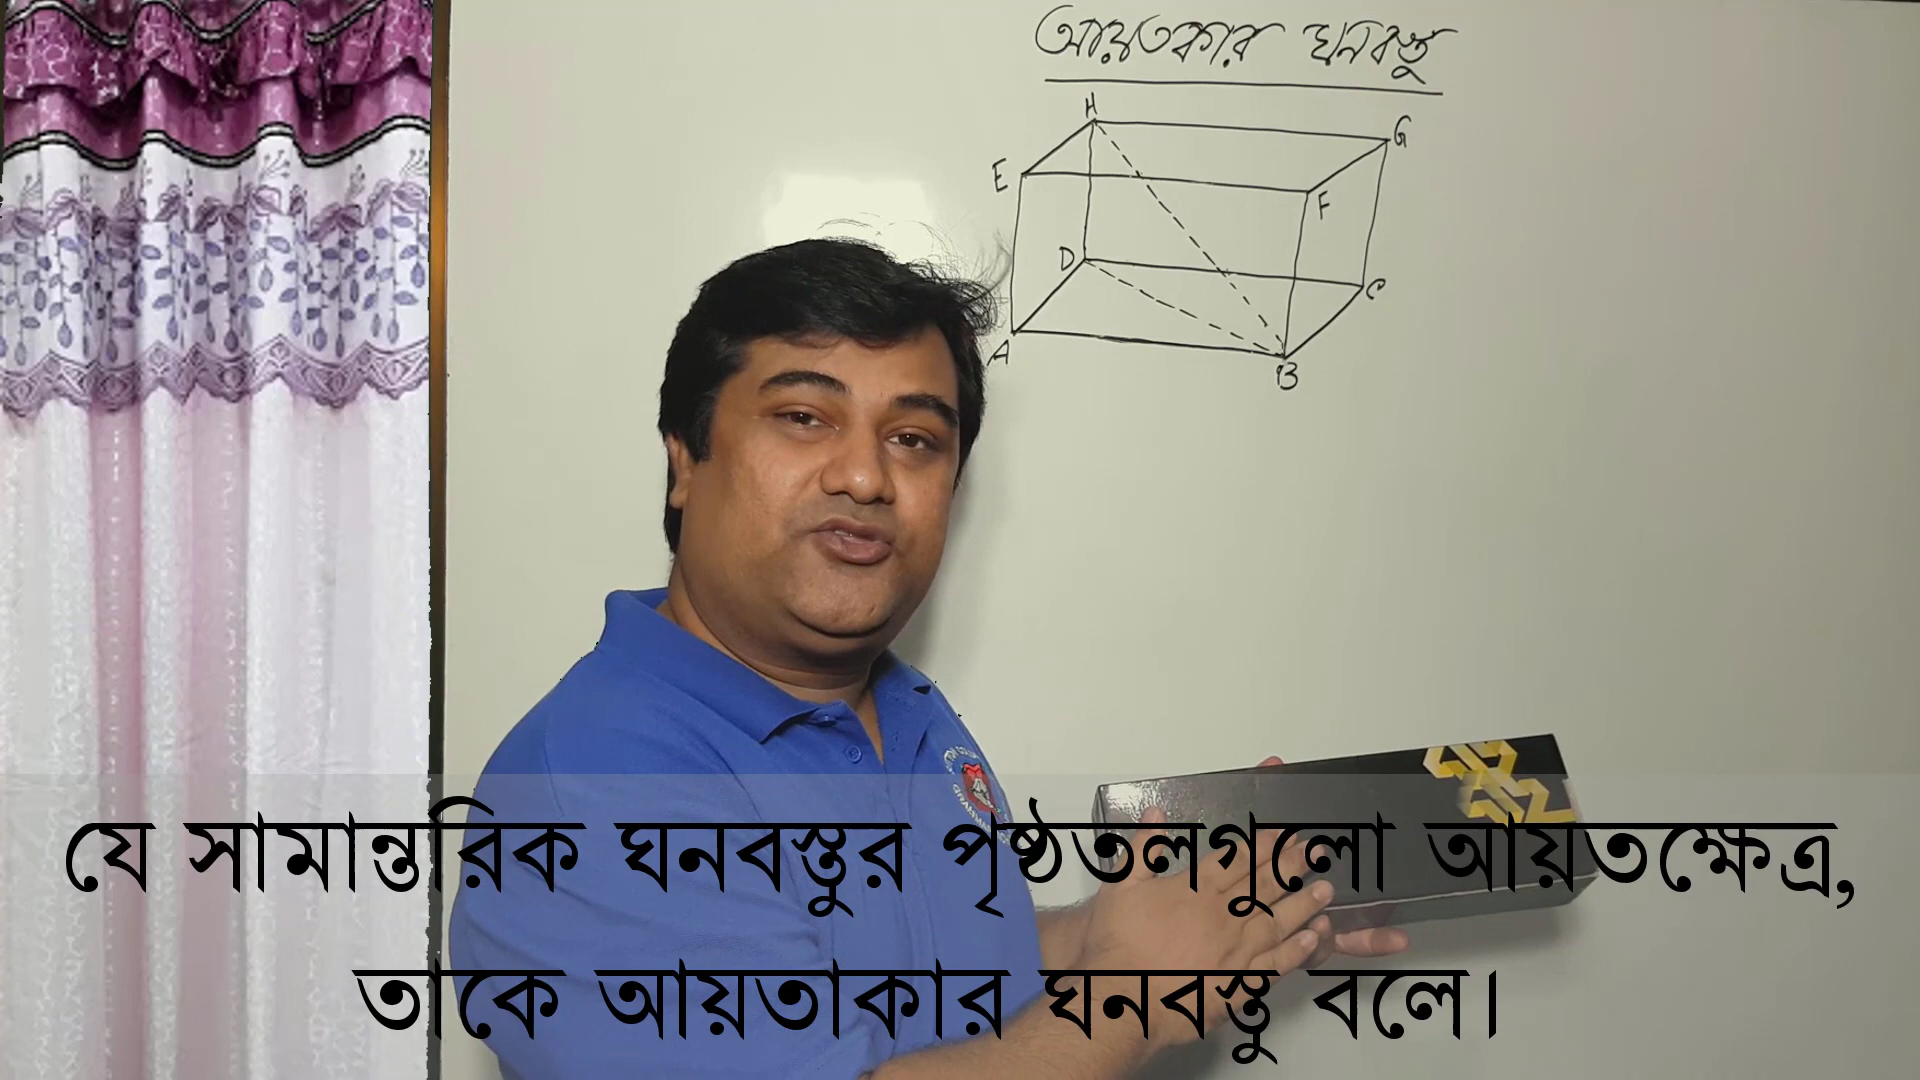 আয়তকার ঘনবস্তু
H
G
E
F
D
C
A
B
যে সামান্তরিক ঘনবস্তুর পৃষ্ঠতলগুলো আয়তক্ষেত্র,
তাকে আয়তাকার ঘনবস্তু বলে।